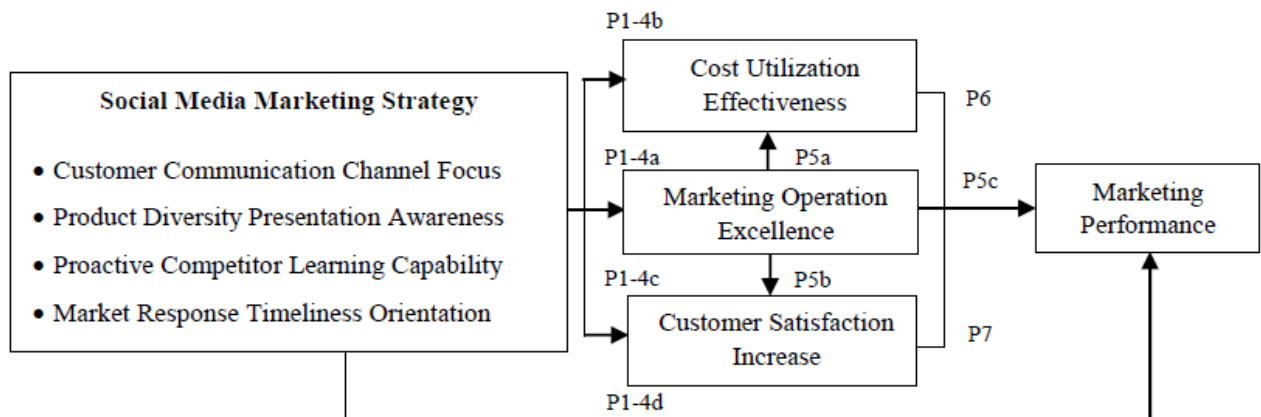 P1-4b
Cost Utilization
Effectiveness
Social Media Marketing Strategy
P6
• Customer Communication Channel Focus
P1-4a
P5a
• Product Diversity Presentation Awareness
Marketing Operation
Excellence
P5c
Marketing
Performance
• Proactive Competitor Learning Capability
P1-4c
P5b
• Market Response Timeliness Orientation
Customer Satisfaction
Increase
P7
P1-4d